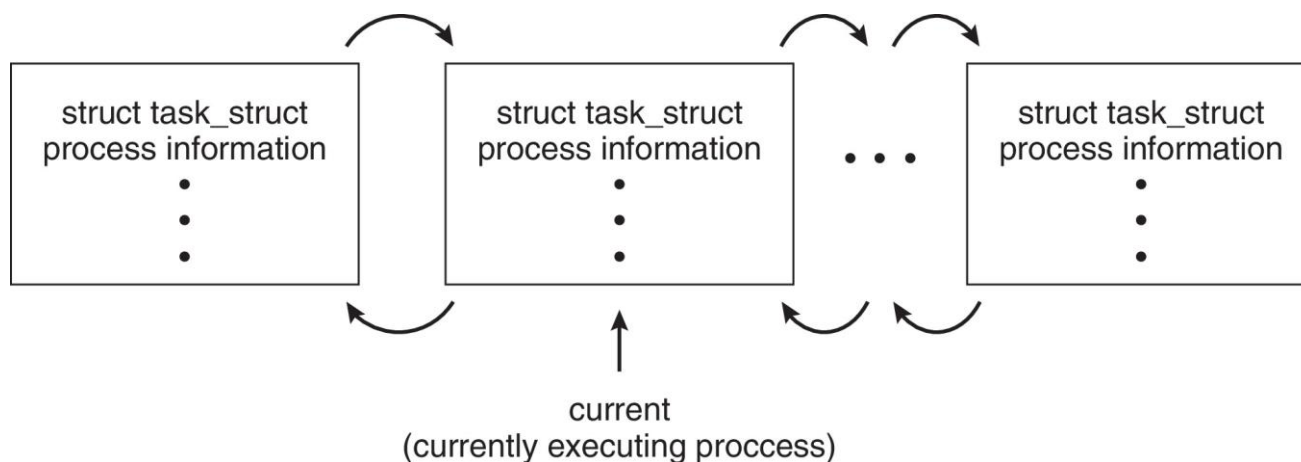 struct task_struct
process information
struct task_struct
process information
struct task_struct
process information
current
(currently executing proccess)